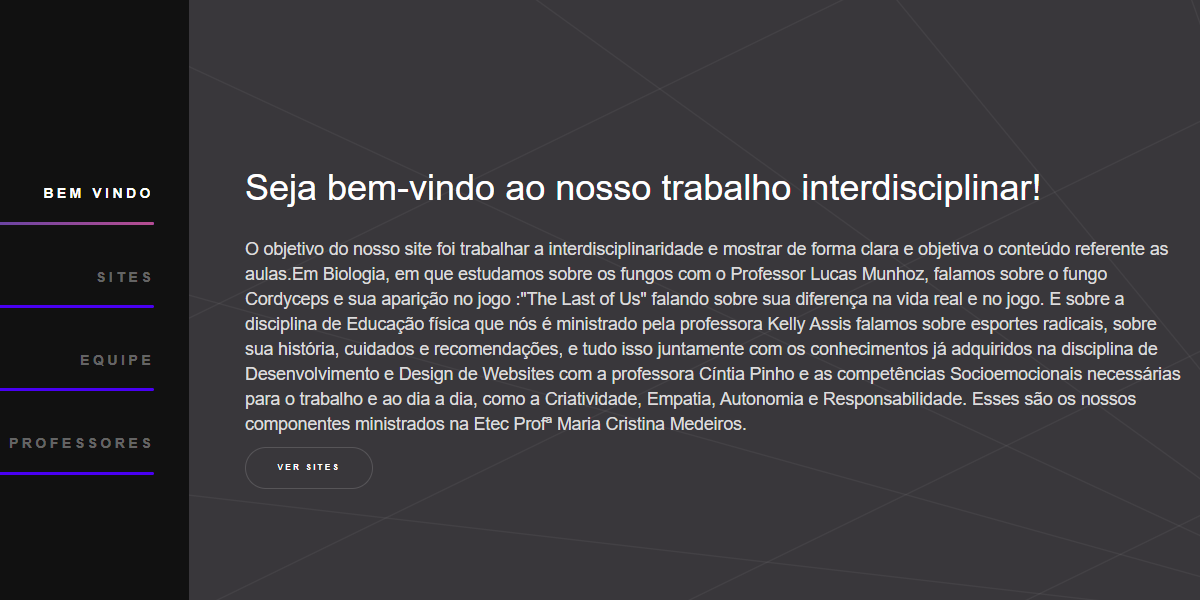 BEM VINDO
SITES
EQUIPE
PROFESSORES
Seja bem-vindo ao nosso trabalho interdisciplinar!
O objetivo do nosso site foi trabalhar a interdisciplinaridade e mostrar de forma clara e objetiva o conteúdo referente as
aulas.Em Biologia, em que estudamos sobre os fungos com o Professor Lucas Munhoz, falamos sobre o fungo
Cordyceps e sua aparição no jogo :"The Last of Us" falando sobre sua diferença na vida real e no jogo. E sobre a
disciplina de Educação física que nós é ministrado pela professora Kelly Assis falamos sobre esportes radicais, sobre
sua história, cuidados e recomendações, e tudo isso juntamente com os conhecimentos já adquiridos na disciplina de
Desenvolvimento e Design de Websites com a professora Cíntia Pinho e as competências Socioemocionais necessárias
para o trabalho e ao dia a dia, como a Criatividade, Empatia, Autonomia e Responsabilidade. Esses são os nossos
componentes ministrados na Etec Profª Maria Cristina Medeiros.
VER SITES